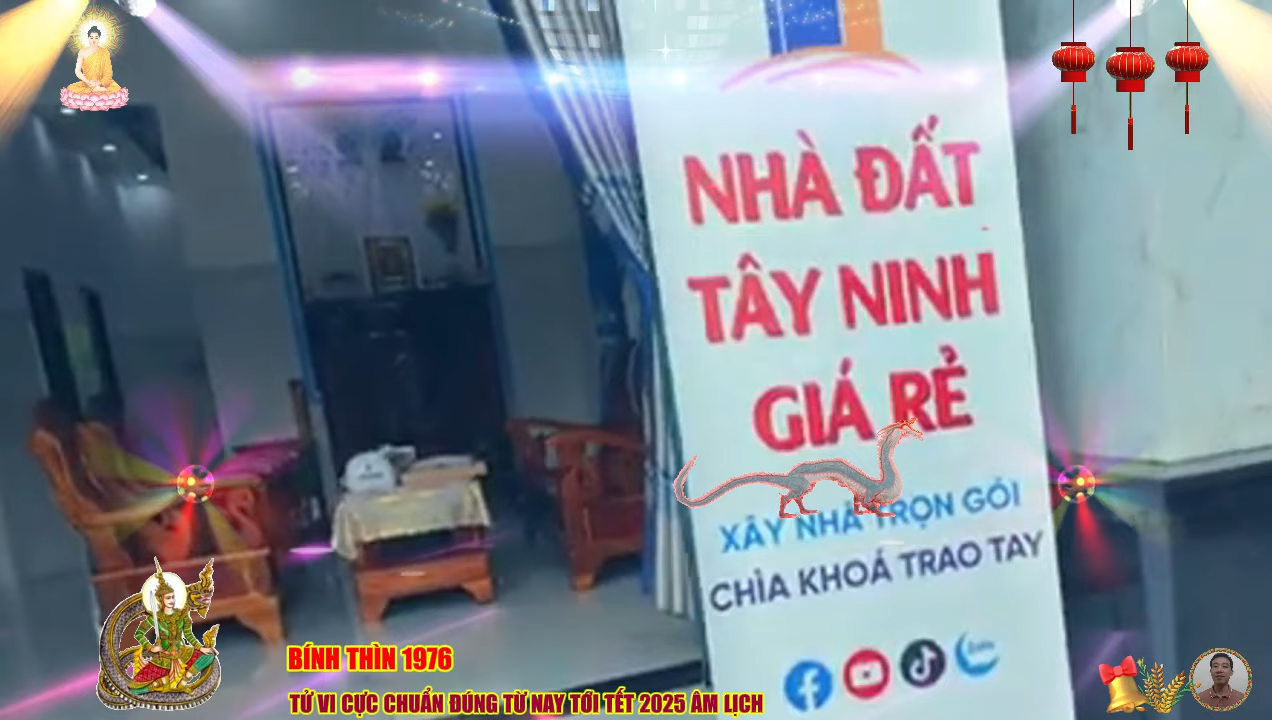 NHÀ ĐẤT
TÂY NINH
GIÁ RẺ
XÂY NHÀ TRỌN GÓI
CHÌA KHOÁ TRAO TAY
Zalo
BÍNH THÌN 1976
TỬ VI CỰC CHUẨN ĐÚNG TỪ NAY TỚI TẾT 2025 ÂM LỊCH